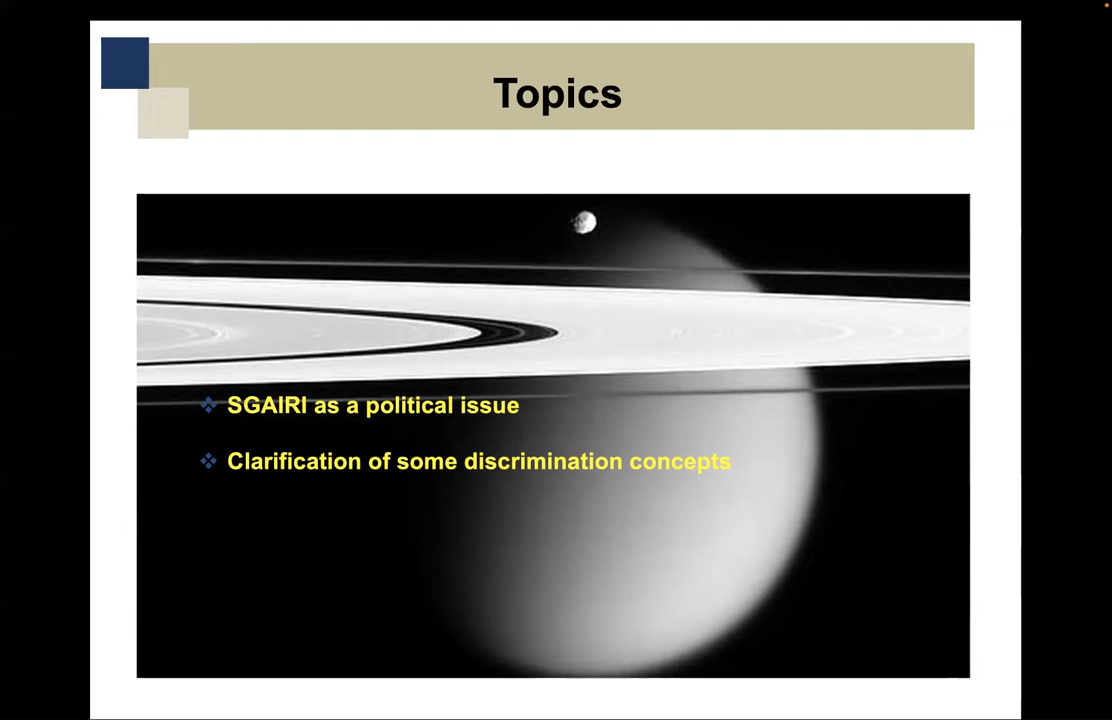 Topics
SGAIRI as a political issue
Clarification of some discrimination concepts